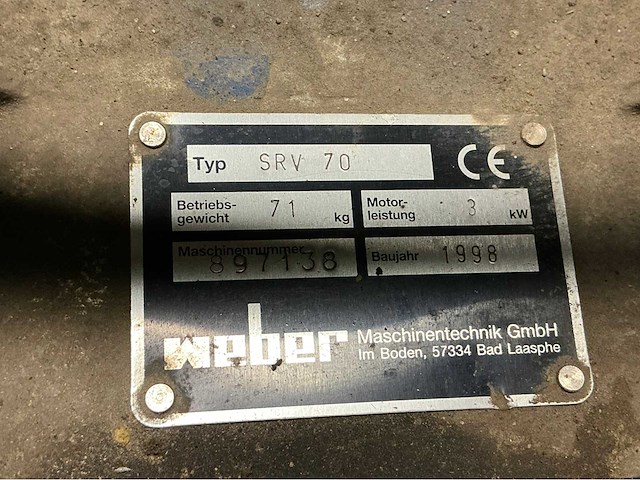 Typ SRV 70 CE
Betriebs-
gewicht 71 kg
Motor-
leistung 3 kW
Maschinennummer
897138
Baujahr 1998
weber Maschinentechnik GmbH
Im Boden, 57334 Bad Laasphe